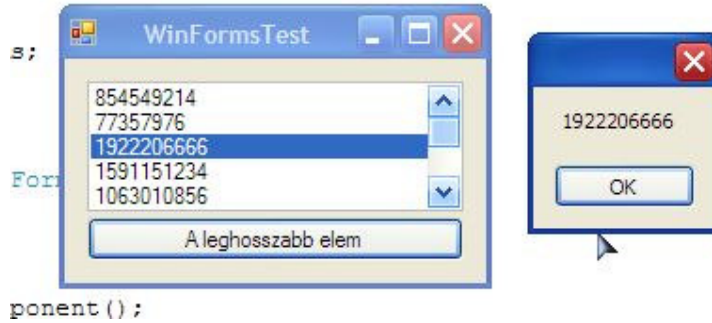 s;
WinFormsTest
854549214
77357976
1922206666
1591151234
1063010856
A leghosszabb elem
1922206666
OK
Form
ponent();